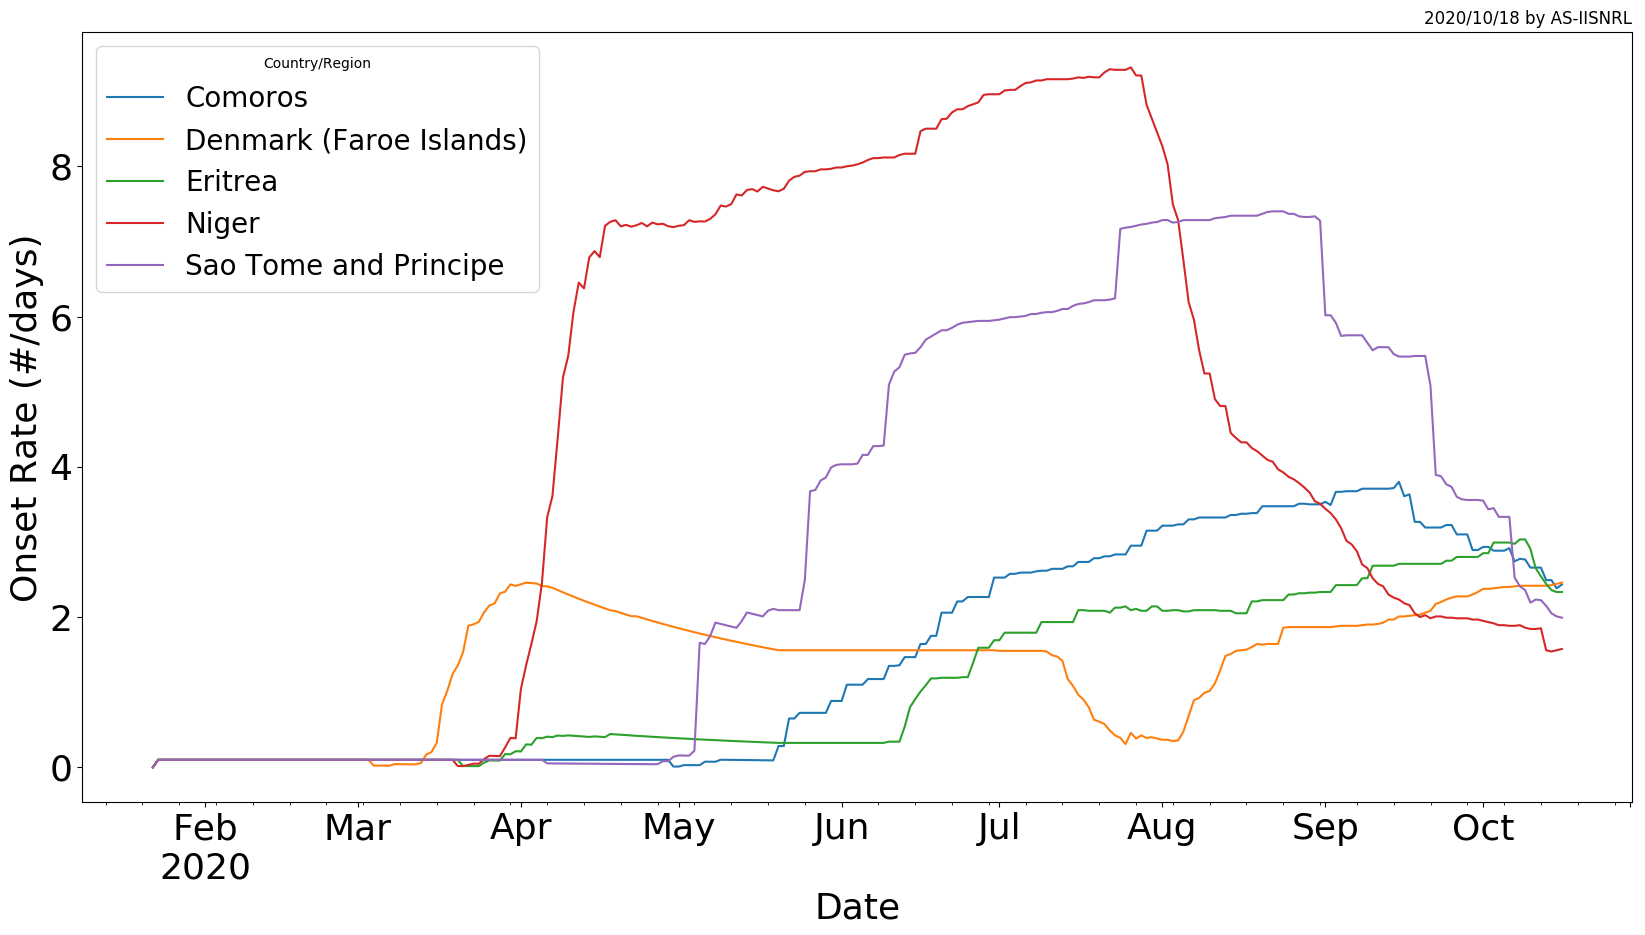 2020/10/18 by AS-IISNRL
Country/Region
Comoros
Denmark (Faroe Islands)
Eritrea
Niger
Sao Tome and Principe
Onset Rate (#/days)
8
6
4
2
0
Feb Mar Apr May Jun Jul Aug Sep Oct
2020
Date